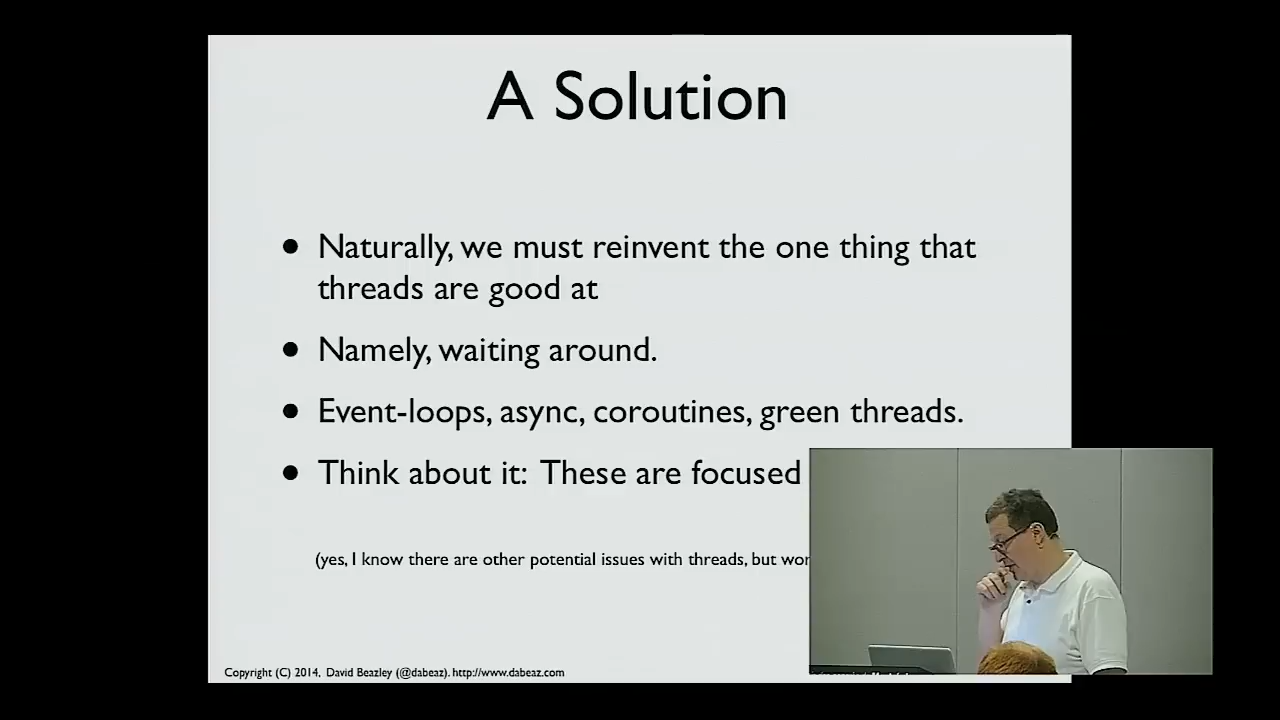 A Solution
• Naturally, we must reinvent the one thing that
threads are good at
• Namely, waiting around.
• Event-loops, async, coroutines, green threads.
• Think about it: These are focused
(yes, I know there are other potential issues with threads, but
Copyright (C) 2014, David Beazley (@dabeaz). http://www.dabeaz.com